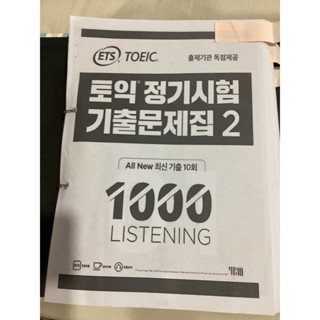 ETS TOEIC
출제기관 독점제공
토익 정기시험
기출문제집 2
All New 최신 기출 10회
1000
LISTENING
YBM